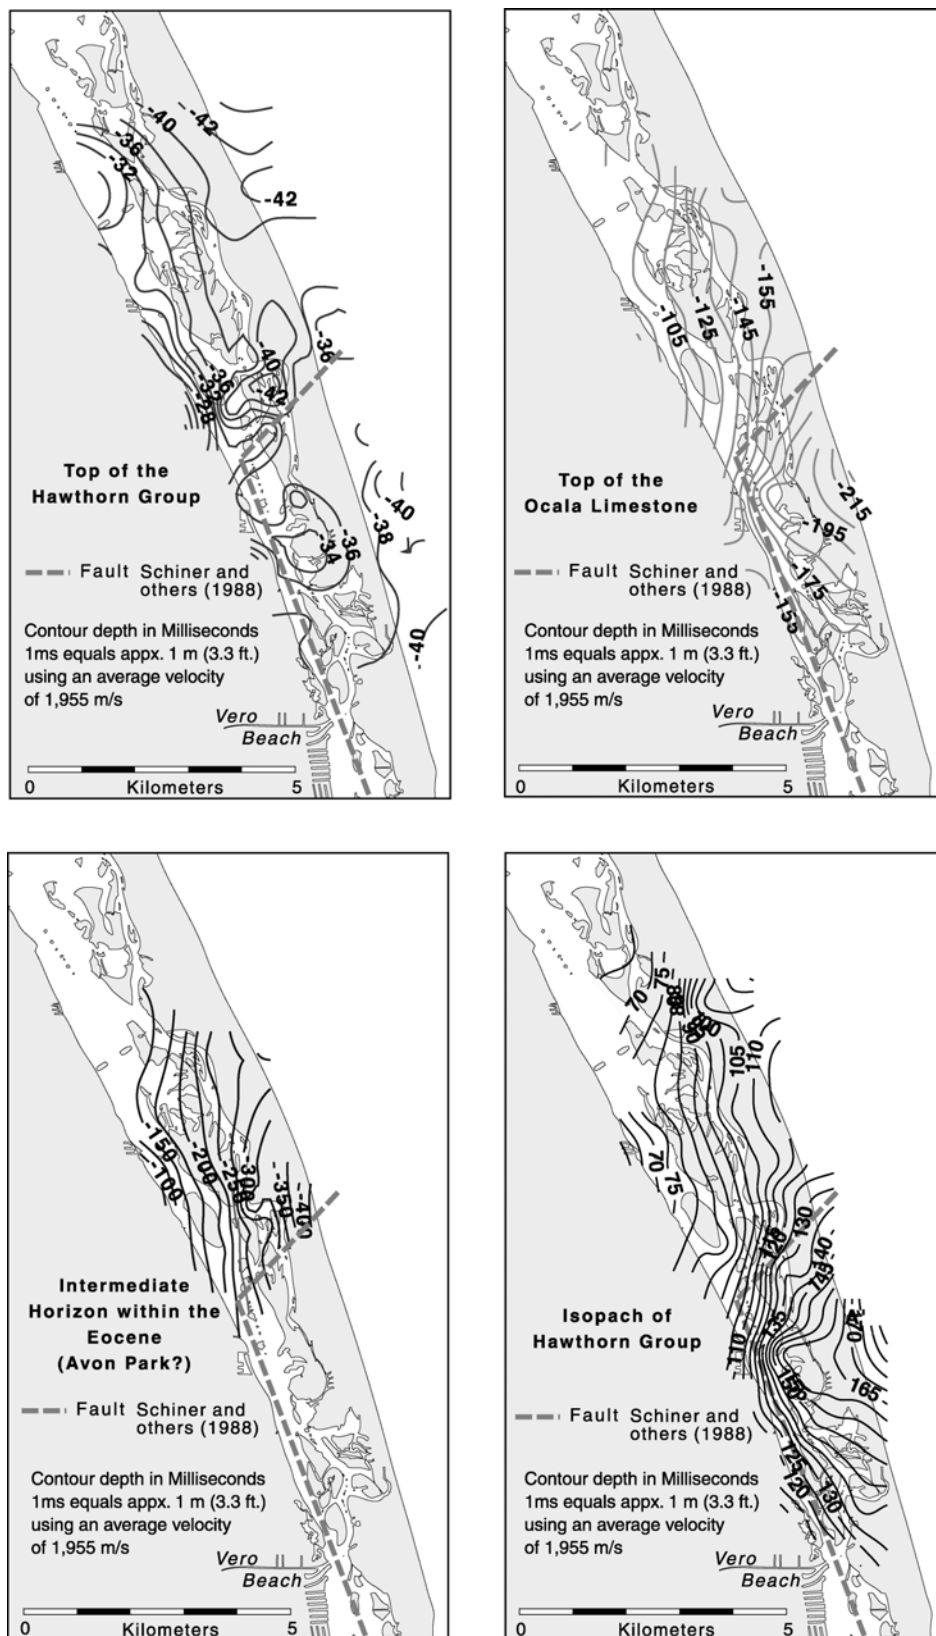 -40
-42
-36
-32
-42
-36
-40
-36
-28
-42
Top of the
Hawthorn Group
-40
-38
-36
-34
Fault Schiner and
others (1988)
Contour depth in Milliseconds
1ms equals appx. 1 m (3.3 ft.)
using an average velocity
of 1,955 m/s
-40
Vero
Beach
0 Kilometers 5
-155
-145
-125
-105
Top of the
Ocala Limestone
-215
-195
-175
-155
Fault Schiner and
others (1988)
Contour depth in Milliseconds
1ms equals appx. 1 m (3.3 ft.)
using an average velocity
of 1,955 m/s
Vero
Beach
0 Kilometers 5
-150
-100
-200
-250
-300
-350
-400
Intermediate
Horizon within the
Eocene
(Avon Park?)
Fault Schiner and
others (1988)
Contour depth in Milliseconds
1ms equals appx. 1 m (3.3 ft.)
using an average velocity
of 1,955 m/s
Vero
Beach
0 Kilometers 5
70
75
105
110
70
75
120
130
140
145
135
110
Isopach of
Hawthorn Group
150
165
Fault Schiner and
others (1988)
125
120
130
Contour depth in Milliseconds
1ms equals appx. 1 m (3.3 ft.)
using an average velocity
of 1,955 m/s
Vero
Beach
0 Kilometers 5